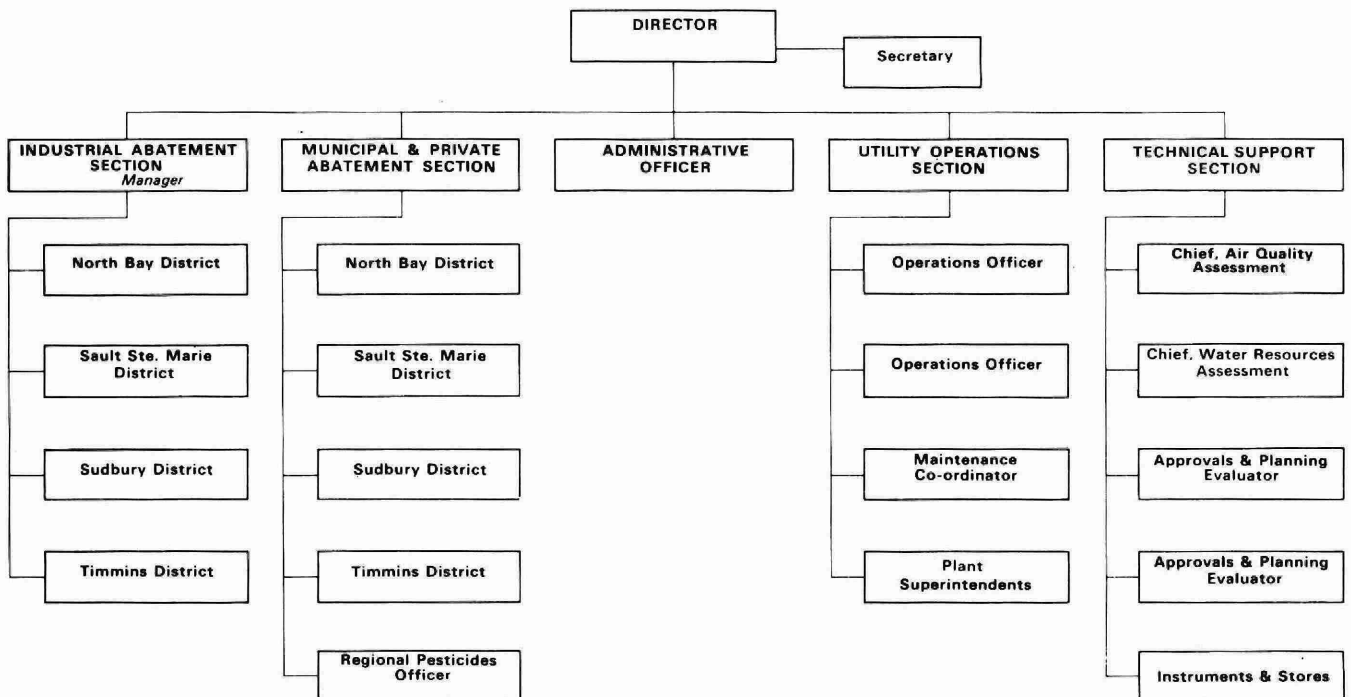 DIRECTOR
Secretary
INDUSTRIAL ABATEMENT
SECTION
Manager
MUNICIPAL & PRIVATE
ABATEMENT SECTION
ADMINISTRATIVE
OFFICER
UTILITY OPERATIONS
SECTION
TECHNICAL SUPPORT
SECTION
North Bay District
Sault Ste. Marie
District
Sudbury District
Timmins District
North Bay District
Sault Ste. Marie
District
Sudbury District
Timmins District
Regional Pesticides
Officer
Operations Officer
Operations Officer
Maintenance
Co-ordinator
Plant
Superintendents
Chief, Air Quality
Assessment
Chief, Water Resources
Assessment
Approvals & Planning
Evaluator
Approvals & Planning
Evaluator
Instruments & Stores